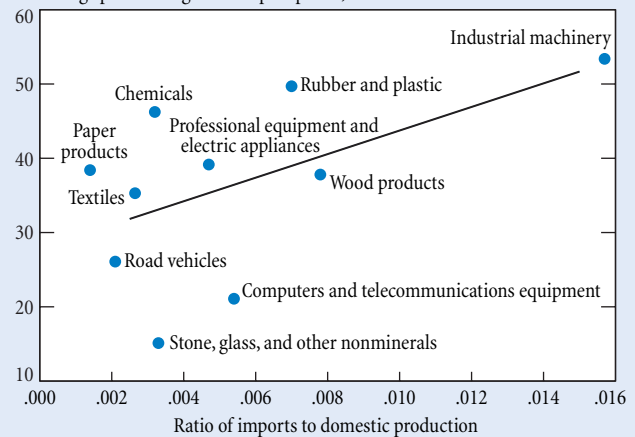 60
50
40
30
20
10
Industrial machinery
Rubber and plastic
Chemicals
Professional equipment and
electric appliances
Paper
products
Wood products
Textiles
Road vehicles
Computers and telecommunications equipment
Stone, glass, and other nonminerals
.000 .002 .004 .006 .008 .010 .012 .014 .016
Ratio of imports to domestic production